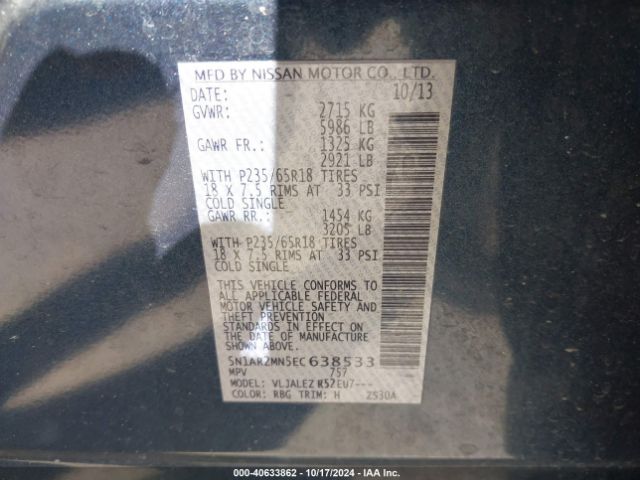 MFD BY NISSAN MOTOR CO., LTD.
DATE: 10/13
GVWR: 2715 KG
5986 LB
GAWR FR.: 1325 KG
2921 LB
WITH P235/65R18 TIRES
18 X 7.5 RIMS AT 33 PSI
COLD SINGLE
GAWR RR.: 1454 KG
3205 LB
WITH P235/65R18 TIRES
18 X 7.5 RIMS AT 33 PSI
COLD SINGLE
THIS VEHICLE CONFORMS TO
ALL APPLICABLE FEDERAL
MOTOR VEHICLE SAFETY AND
THEFT PREVENTION
STANDARDS IN EFFECT ON
THE DATE OF MANUFACTURE
SHOWN ABOVE.
5N1AR2MN5EC638533
MPV 757
MODEL: VLJALEZ R52EU7---
COLOR: RBG TRIM: H ZS30A
000-40633862 - 10/17/2024 - IAA Inc.